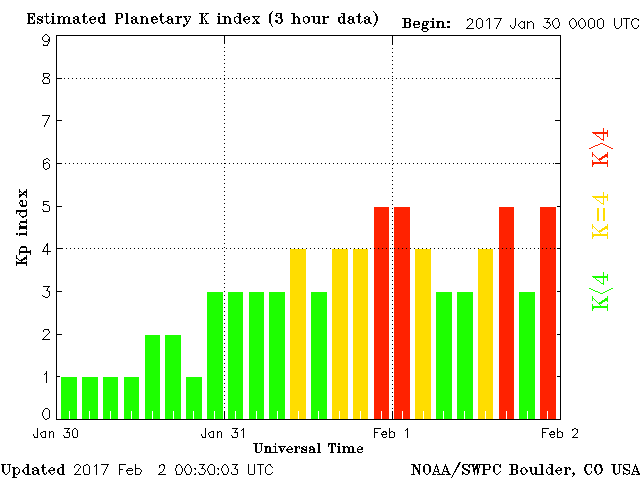 Estimated Planetary K index (3 hour data) Begin: 2017 Jan 30 0000 UTC
9
8
7
6
5
4
3
2
1
0
Kp index
K>4
K=4
K<4
Jan 30 Jan 31 Feb 1 Feb 2
Universal Time
Updated 2017 Feb 2 00:30:03 UTC NOAA/SWPC Boulder, CO USA